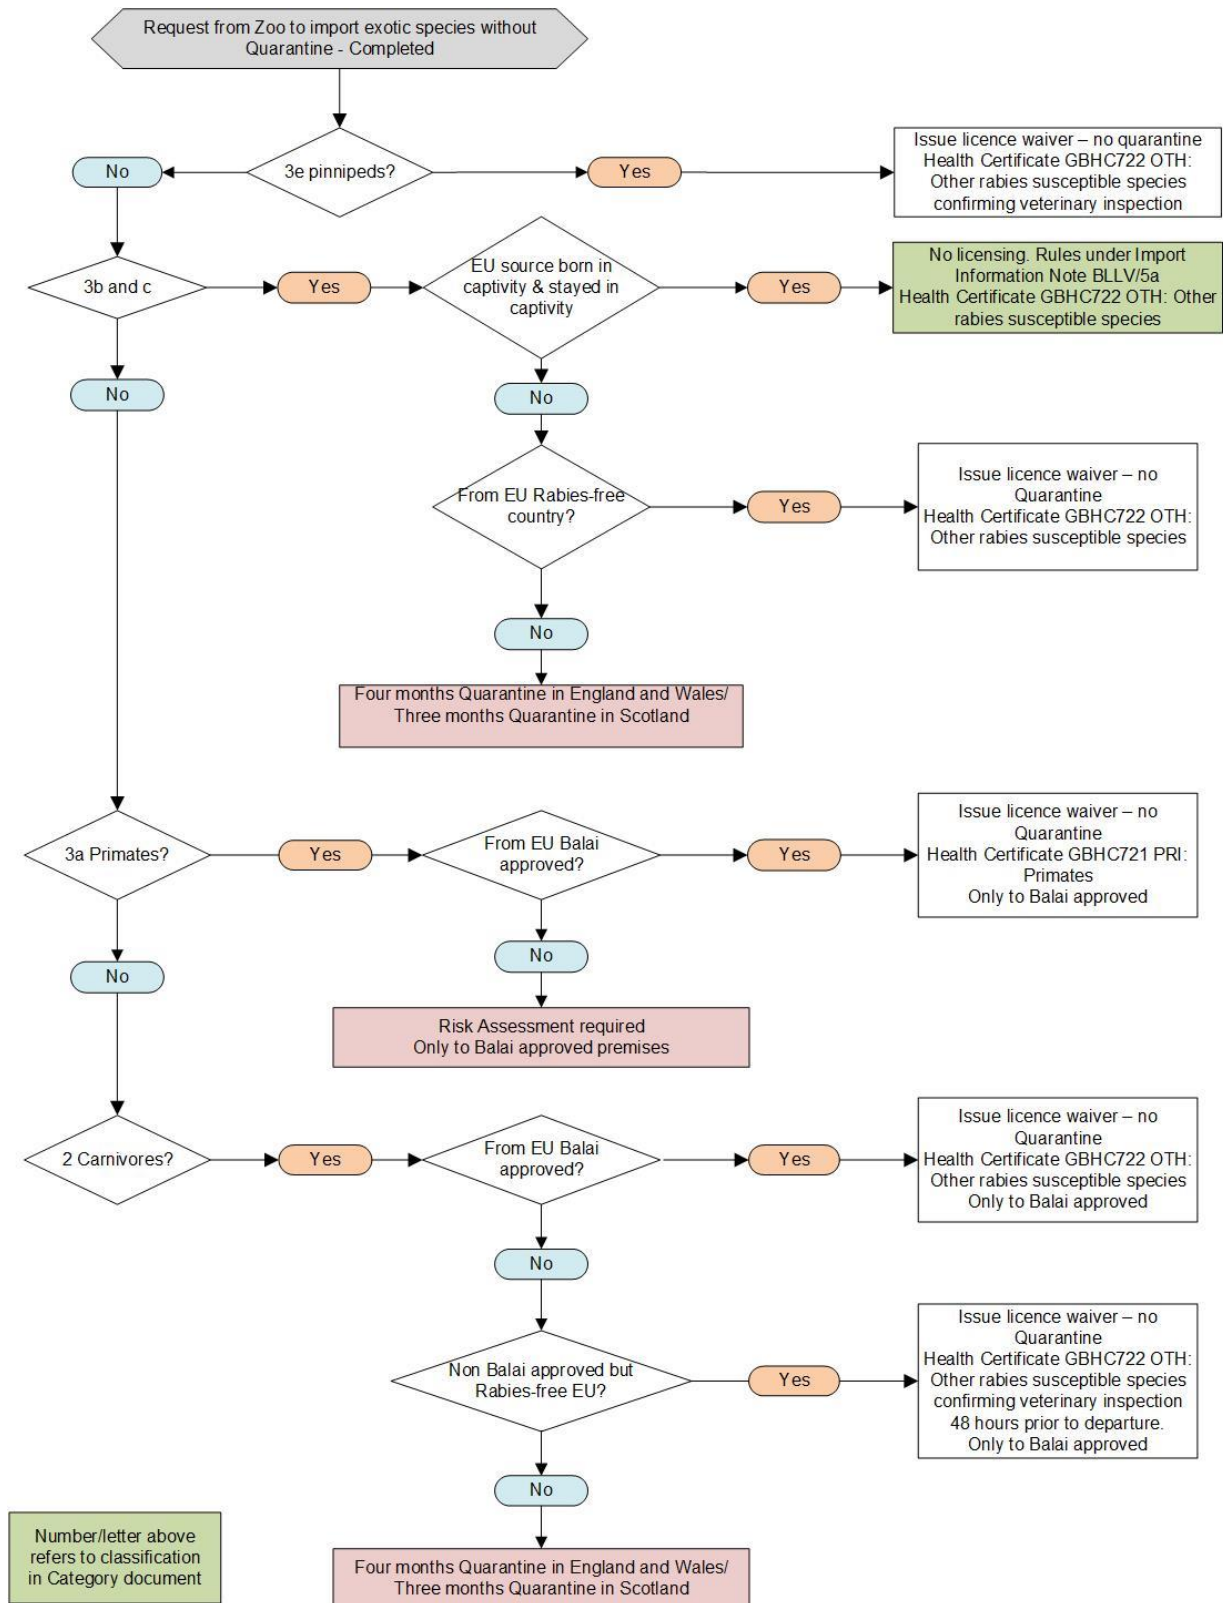 Request from Zoo to import exotic species without
Quarantine - Completed
3e pinnipeds?
No
Yes
Issue licence waiver – no quarantine
Health Certificate GBHC722 OTH:
Other rabies susceptible species
confirming veterinary inspection
3b and c
Yes
EU source born in
captivity & stayed in
captivity
Yes
No licensing. Rules under Import
Information Note BLLV/5a
Health Certificate GBHC722 OTH: Other
rabies susceptible species
No
No
From EU Rabies-free
country?
Yes
Issue licence waiver – no
Quarantine
Health Certificate GBHC722 OTH:
Other rabies susceptible species
No
Four months Quarantine in England and Wales/
Three months Quarantine in Scotland
3a Primates?
Yes
From EU Balai
approved?
Yes
Issue licence waiver – no
Quarantine
Health Certificate GBHC721 PRI:
Primates
Only to Balai approved
No
No
Risk Assessment required
Only to Balai approved premises
2 Carnivores?
Yes
From EU Balai
approved?
Yes
Issue licence waiver – no
Quarantine
Health Certificate GBHC722 OTH:
Other rabies susceptible species
Only to Balai approved
No
Non Balai approved but
Rabies-free EU?
Yes
Issue licence waiver – no
Quarantine
Health Certificate GBHC722 OTH:
Other rabies susceptible species
confirming veterinary inspection
48 hours prior to departure.
Only to Balai approved
No
Four months Quarantine in England and Wales/
Three months Quarantine in Scotland
Number/letter above
refers to classification
in Category document